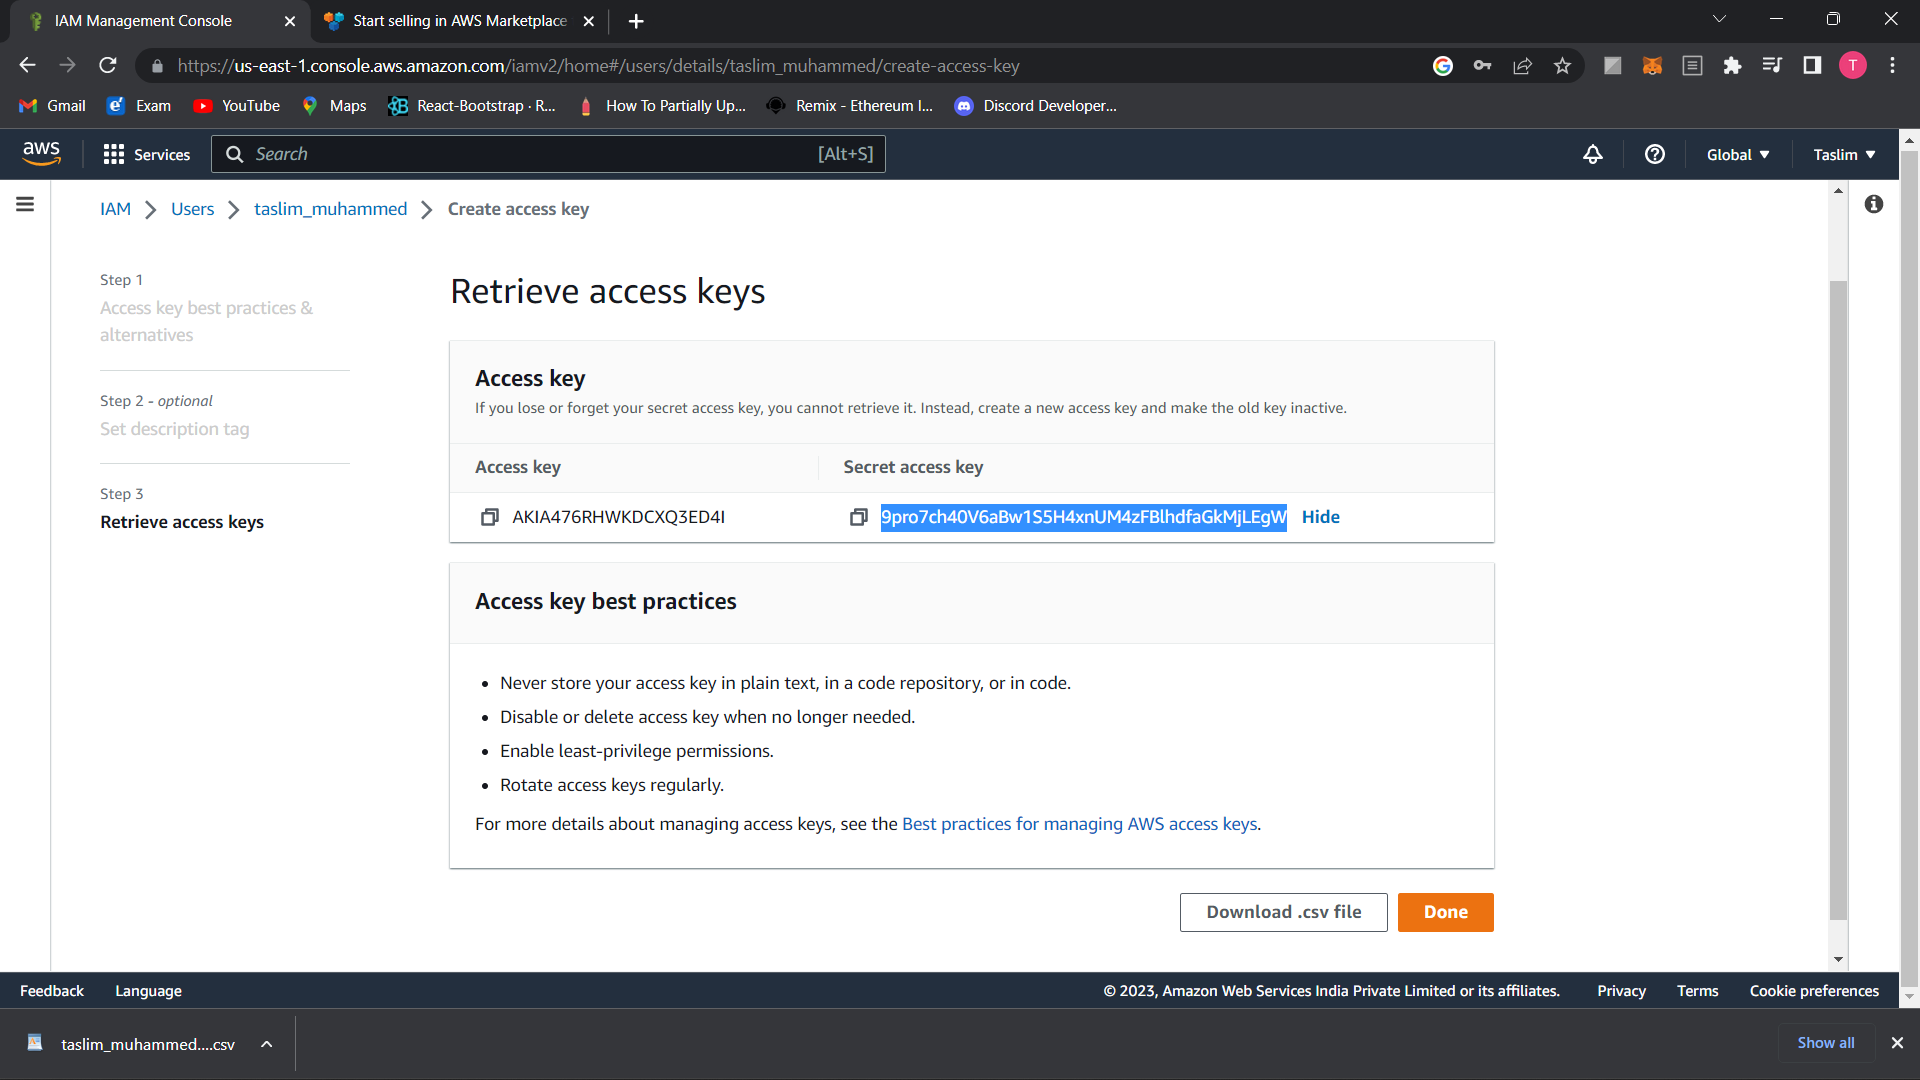 IAM Management Console
Start selling in AWS Marketplace
https://us-east-1.console.aws.amazon.com/iamv2/home#/users/details/taslim_muhammed/create-access-key
T
Gmail
Exam
YouTube
Maps
React-Bootstrap · R...
How To Partially Up...
Remix - Ethereum I...
Discord Developer...
aws
Services
Search
[Alt+S]
Global
Taslim
IAM
Users
taslim_muhammed
Create access key
Step 1
Access key best practices &
alternatives
Step 2 - optional
Set description tag
Step 3
Retrieve access keys
Retrieve access keys
Access key
If you lose or forget your secret access key, you cannot retrieve it. Instead, create a new access key and make the old key inactive.
Access key
Secret access key
AKIA476RHWKDCXQ3ED4I
9pro7ch40V6aBw1S5H4xnUM4zFBlhdfaGkMjLEgW
Hide
Access key best practices
Never store your access key in plain text, in a code repository, or in code.
Disable or delete access key when no longer needed.
Enable least-privilege permissions.
Rotate access keys regularly.
For more details about managing access keys, see the Best practices for managing AWS access keys.
Download .csv file
Done
Feedback
Language
© 2023, Amazon Web Services India Private Limited or its affiliates.
Privacy
Terms
Cookie preferences
taslim_muhammed....csv
Show all